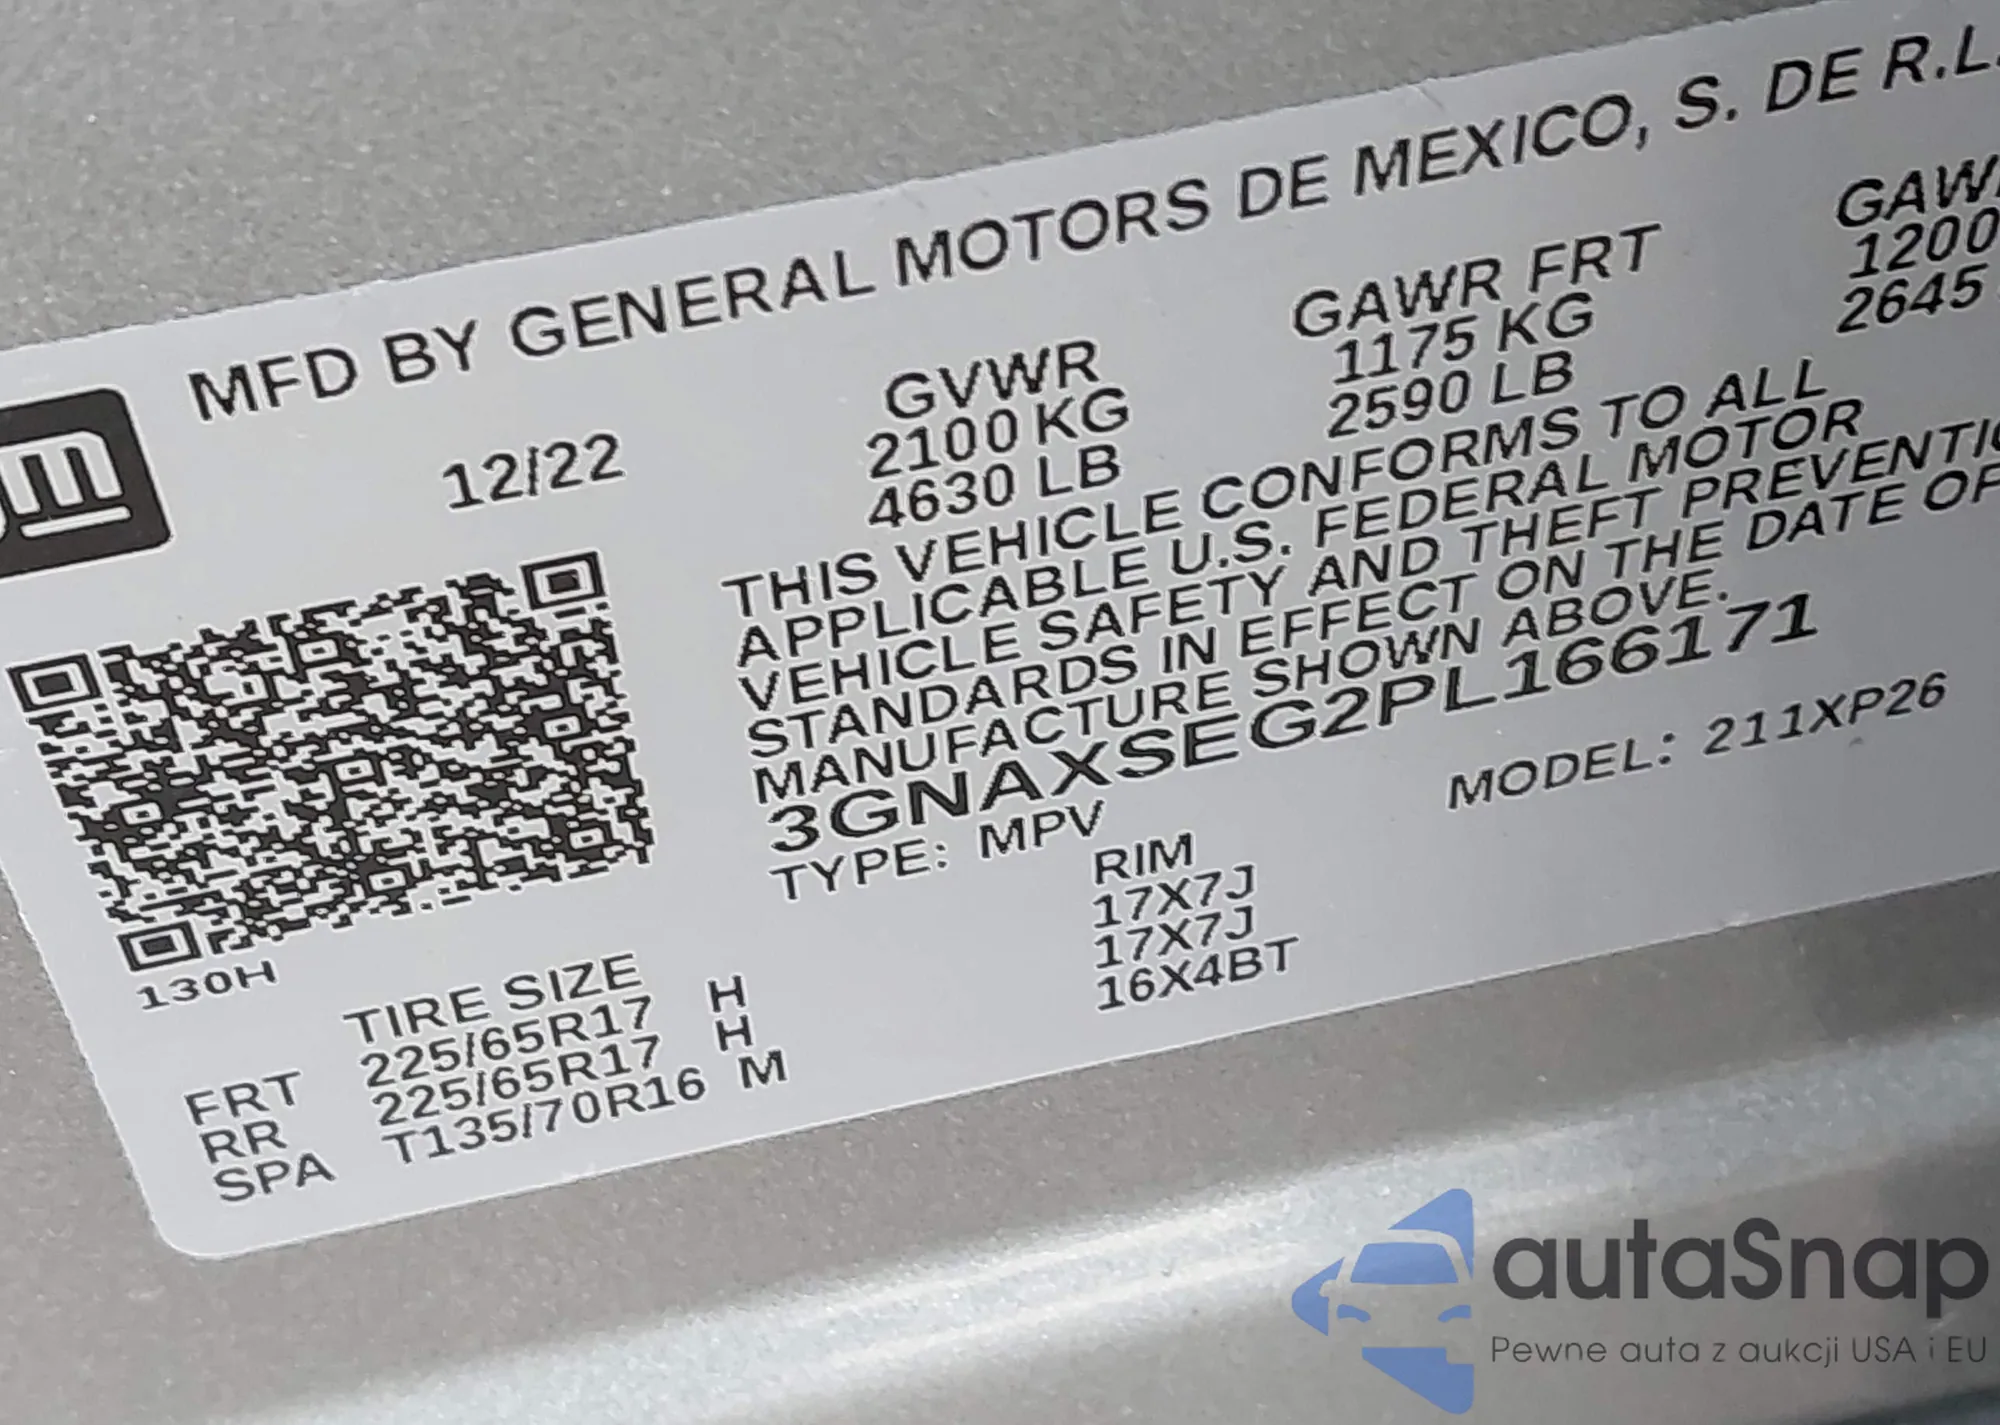 MFD BY GENERAL MOTORS DE MEXICO, S. DE R.L.
12/22
GVWR
2100 KG
4630 LB
GAWR FRT
1175 KG
2590 LB
1200
2645
THIS VEHICLE CONFORMS TO ALL
APPLICABLE U.S. FEDERAL MOTOR
VEHICLE SAFETY AND THEFT
STANDARDS IN EFFECT ON THE DATE OF
MANUFACTURE SHOWN ABOVE.
3GNAXSEG2PL166171
TYPE: MPV
MODEL: 211XP26
130H
TIRE SIZE
RIM
FRT 225/65R17 H 17X7J
RR 225/65R17 H 17X7J
SPA T135/70R16 M 16X4BT
autaSnap
Pewne auta z aukcji USA i EU